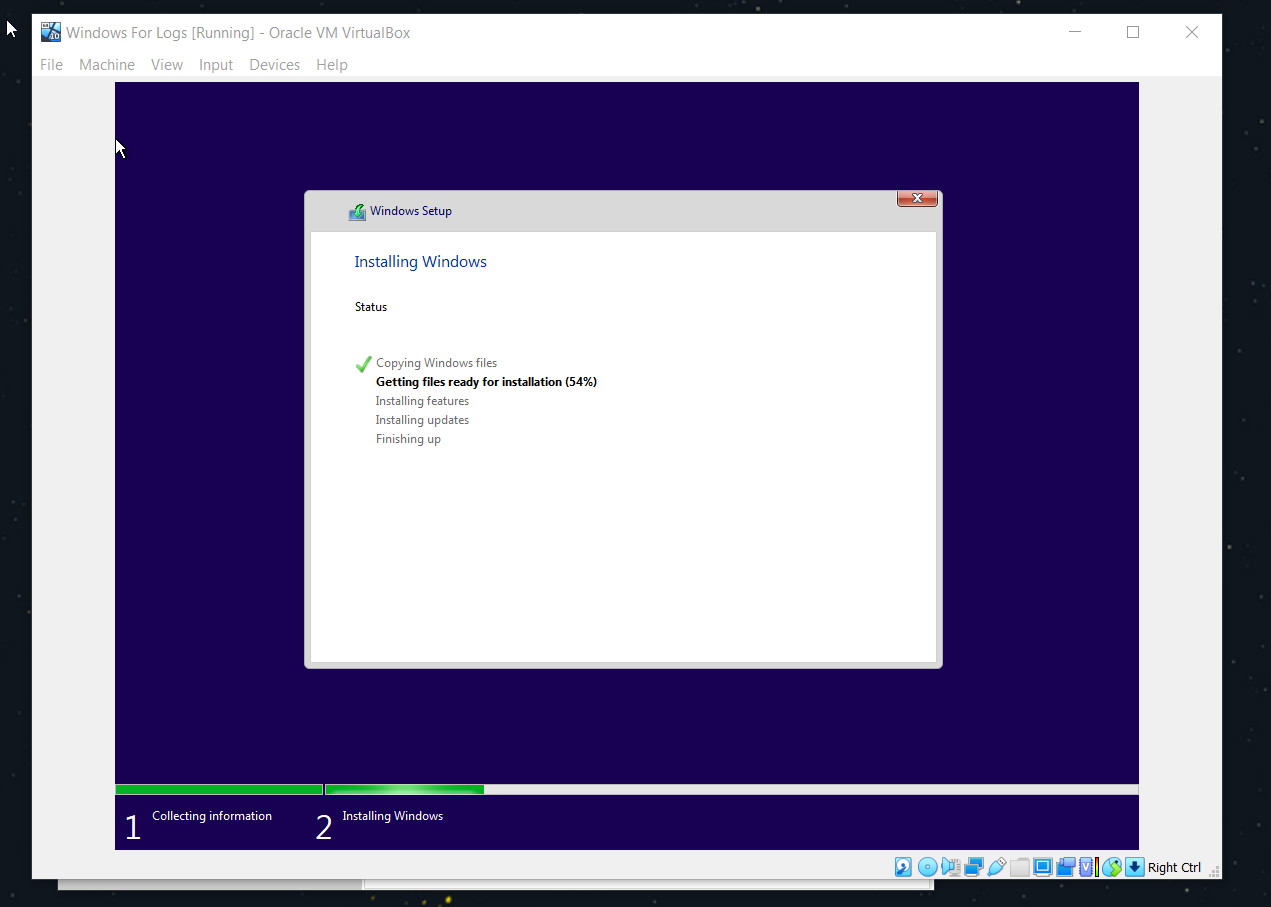 Windows For Logs [Running] - Oracle VM VirtualBox
File Machine View Input Devices Help
Windows Setup
Installing Windows
Status
Copying Windows files
Getting files ready for installation (54%)
Installing features
Installing updates
Finishing up
1 Collecting information 2 Installing Windows
Right Ctrl